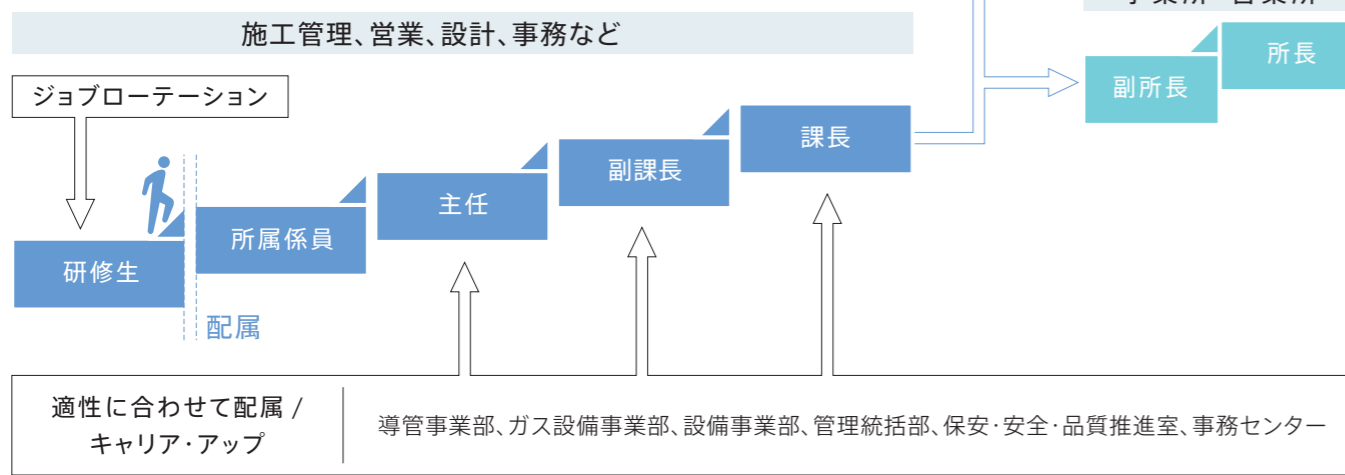 施工管理、営業、設計、事務など
ジョブローテーション
所長
副所長
課長
副課長
主任
所属係員
研修生
配属
適性に合わせて配属 /
キャリア・アップ
導管事業部、ガス設備事業部、設備事業部、管理統括部、保安・安全・品質推進室、事務センター